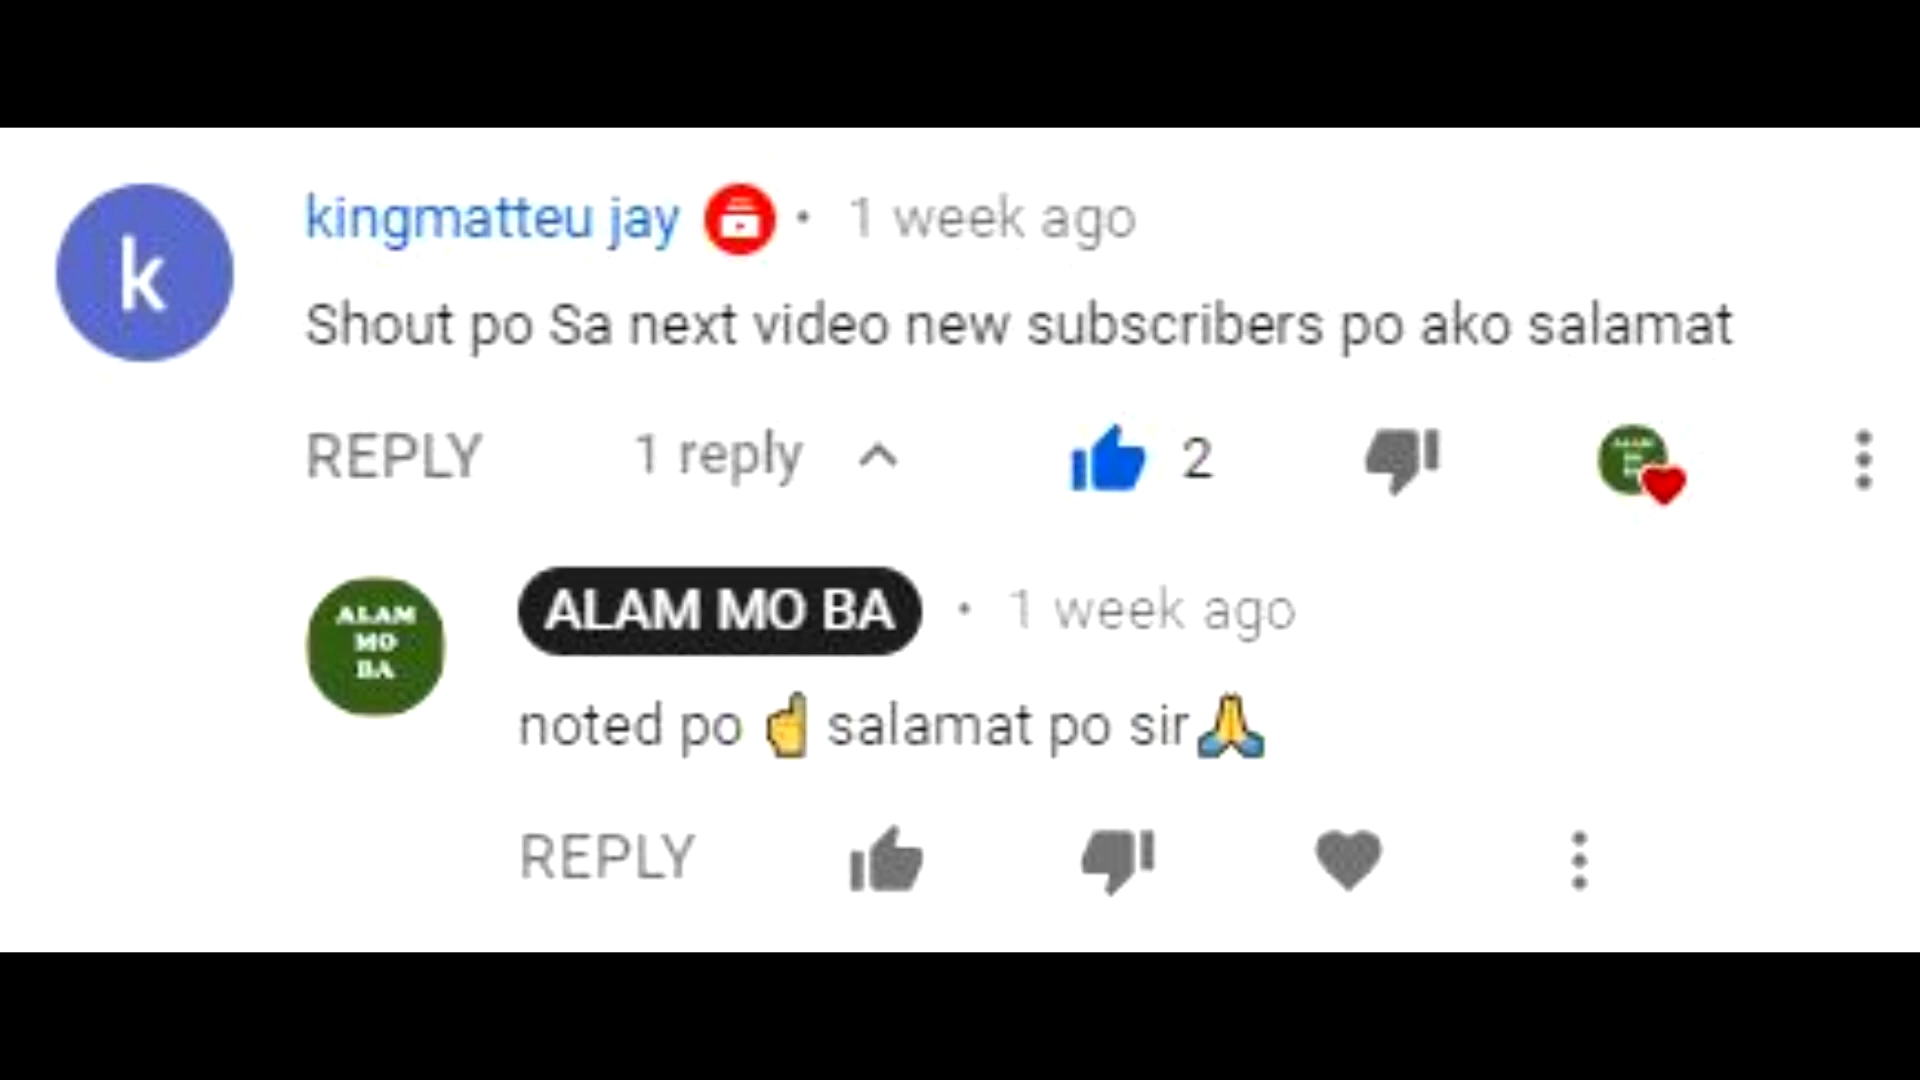 k
kingmatteu jay • 1 week ago
Shout po Sa next video new subscribers po ako salamat
REPLY 1 reply 2
ALAM
MO
BA
ALAM MO BA • 1 week ago
noted po ☝salamat po sir🙏
REPLY